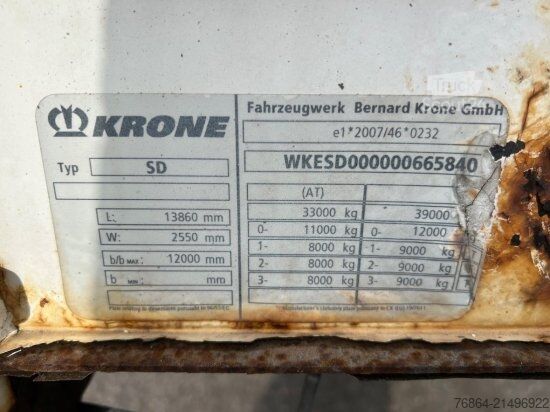 KRONE
Fahrzeugwerk Bernard Krone GmbH
e1*2007/46*0232
Typ SD
WKESD000000665840
(AT)
L: 13860 mm
W: 2550 mm
b/b MAX: 12000 mm
b MIN: mm
33000 kg 39000
0- 11000 kg 0- 12000
1- 8000 kg 1- 9000 kg
2- 8000 kg 2- 9000 kg
3- 8000 kg 3- 9000 kg
Truck
76864-21496922